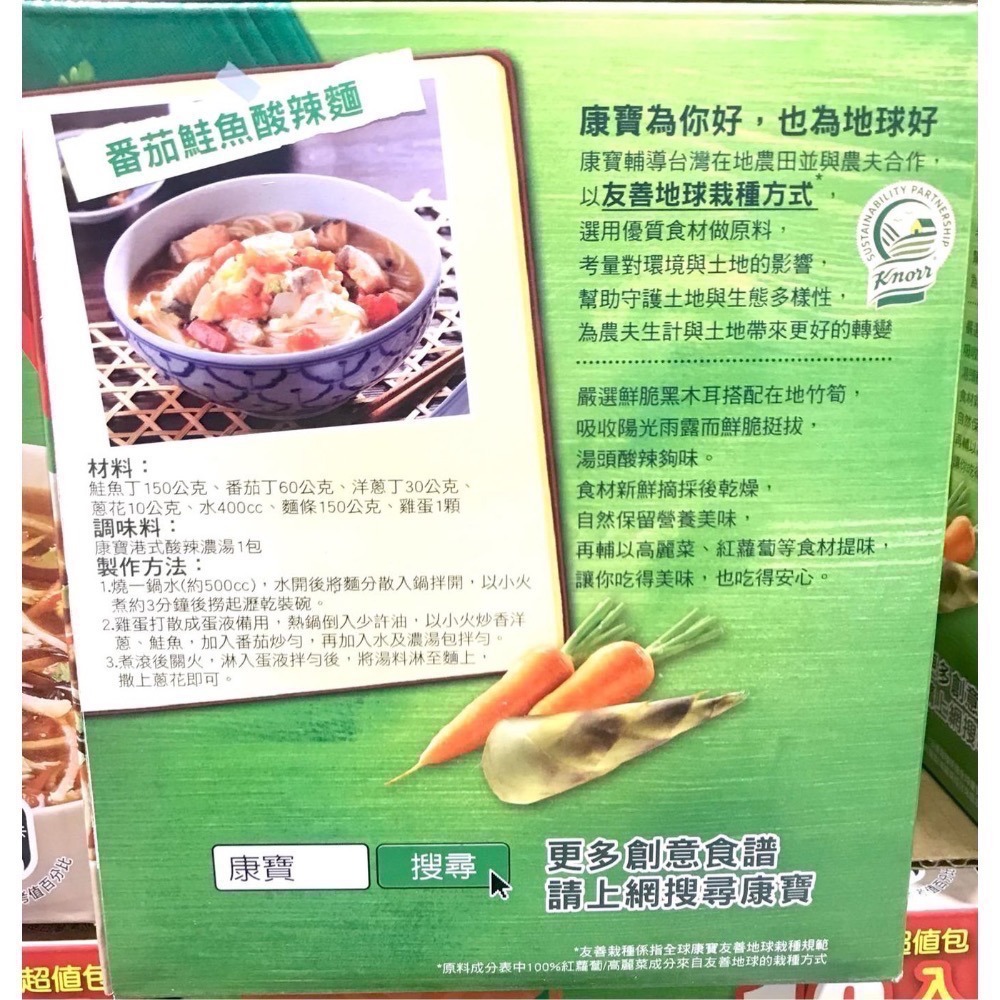 番茄鮭魚酸辣麵
材料：
鮭魚丁150公克、番茄丁60公克、洋蔥丁30公克、
蔥花10公克、水400cc、麵條150公克、雞蛋1顆
調味料：
康寶港式酸辣濃湯1包
製作方法：
1.燒一鍋水(約500cc)，水開後將麵分散入鍋拌開，以小火
煮約3分鐘後撈起瀝乾裝碗。
2.雞蛋打散成蛋液備用，熱鍋倒入少許油，以小火炒香洋
蔥、鮭魚，加入番茄炒勻，再加入水及濃湯包拌勻。
3.煮滾後關火，淋入蛋液拌勻後，將湯料淋至麵上，
撒上蔥花即可。
康寶為你好，也為地球好
康寶輔導台灣在地農田並與農夫合作，
以友善地球栽種方式*，
選用優質食材做原料，
考量對環境與土地的影響，
幫助守護土地與生態多樣性，
為農夫生計與土地帶來更好的轉變
SUSTAINABILITY PARTNERSHIP
Knorr
嚴選鮮脆黑木耳搭配在地竹筍，
吸收陽光雨露而鮮脆挺拔，
湯頭酸辣夠味。
食材新鮮摘採後乾燥，
自然保留營養美味，
再輔以高麗菜、紅蘿蔔等食材提味，
讓你吃得美味，也吃得安心。
康寶
搜尋
更多創意食譜
請上網搜尋康寶
*友善栽種係指全球康寶友善地球栽種規範
*原料成分表中100%紅蘿蔔/高麗菜成分來自友善地球的栽種方式
值百分比
超值包
超值包
入